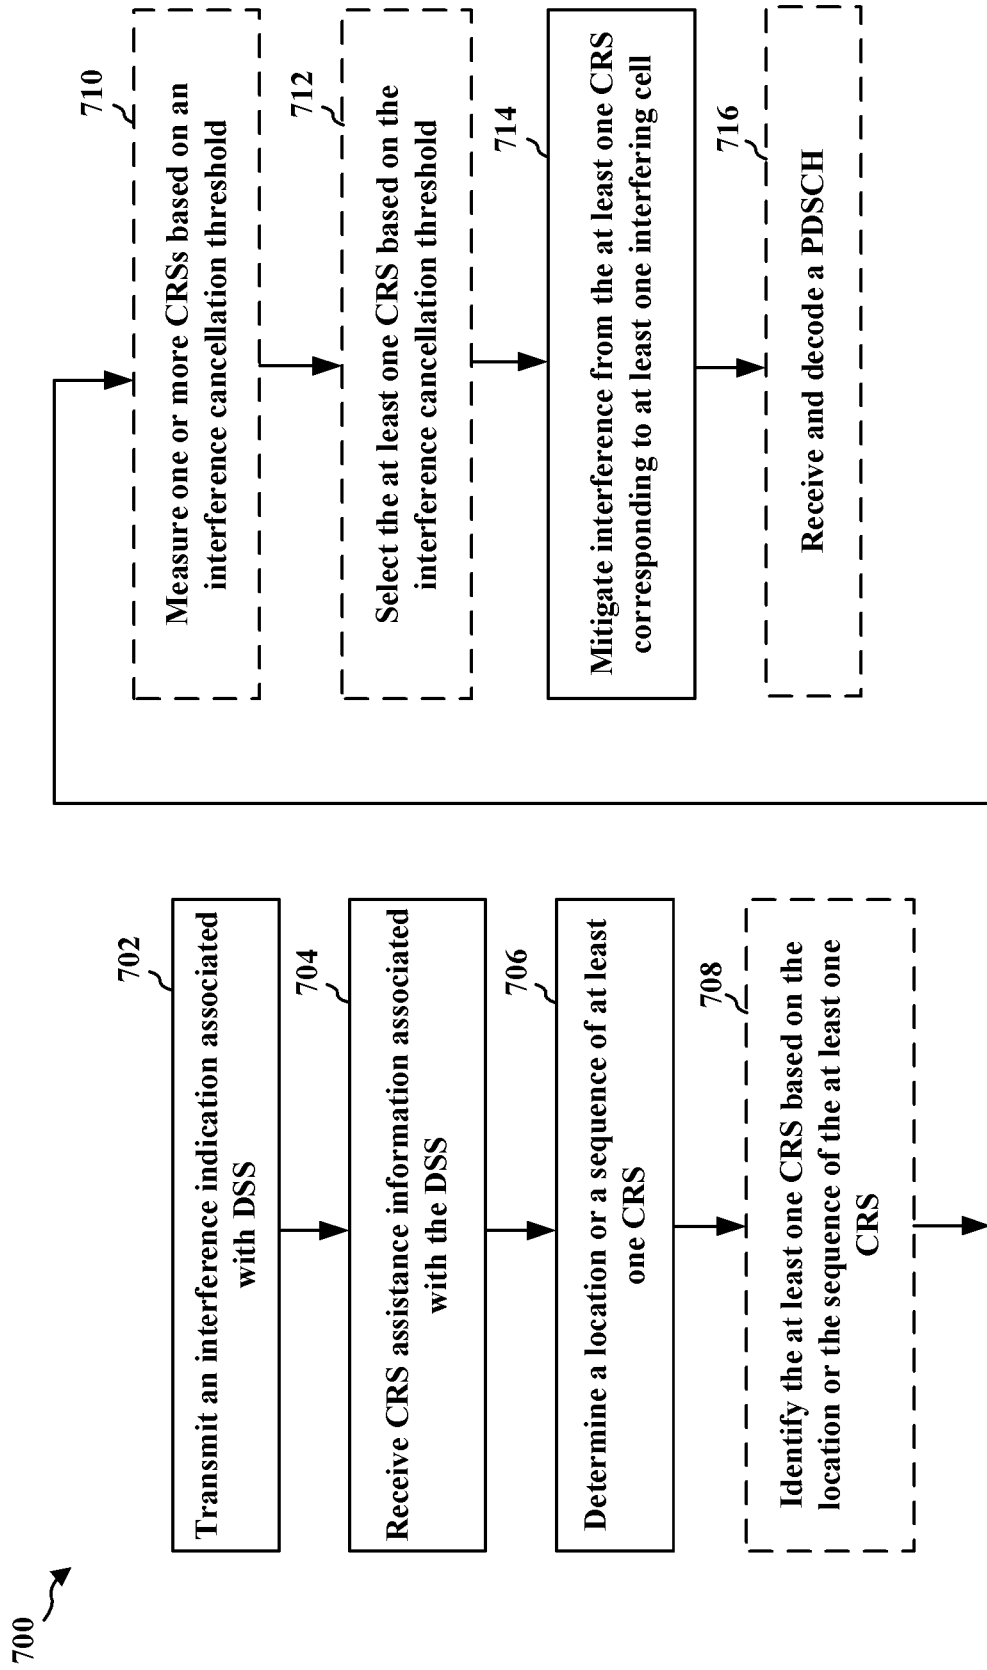 700
702
Transmit an interference indication associated
with DSS
704
Receive CRS assistance information associated
with the DSS
706
Determine a location or a sequence of at least
one CRS
708
Identify the at least one CRS based on the
location or the sequence of the at least one
CRS
710
Measure one or more CRSs based on an
interference cancellation threshold
712
Select the at least one CRS based on the
interference cancellation threshold
714
Mitigate interference from the at least one CRS
corresponding to at least one interfering cell
716
Receive and decode a PDSCH